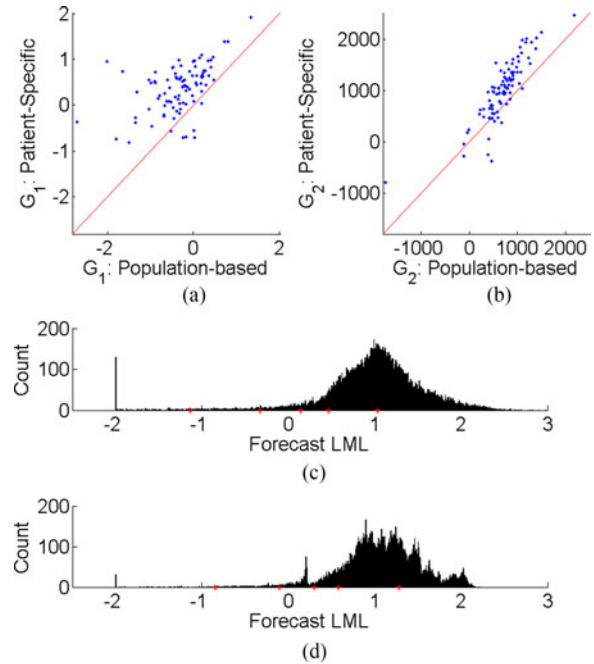 2
1
0
-1
-2
G1: Patient-Specific
-2 0 2
G1: Population-based
(a)
2000
1000
0
-1000
G2: Patient-Specific
-1000 0 1000 2000
G2: Population-based
(b)
200
100
0
Count
-2 -1 0 1 2 3
Forecast LML
(c)
200
100
0
Count
-2 -1 0 1 2 3
Forecast LML
(d)